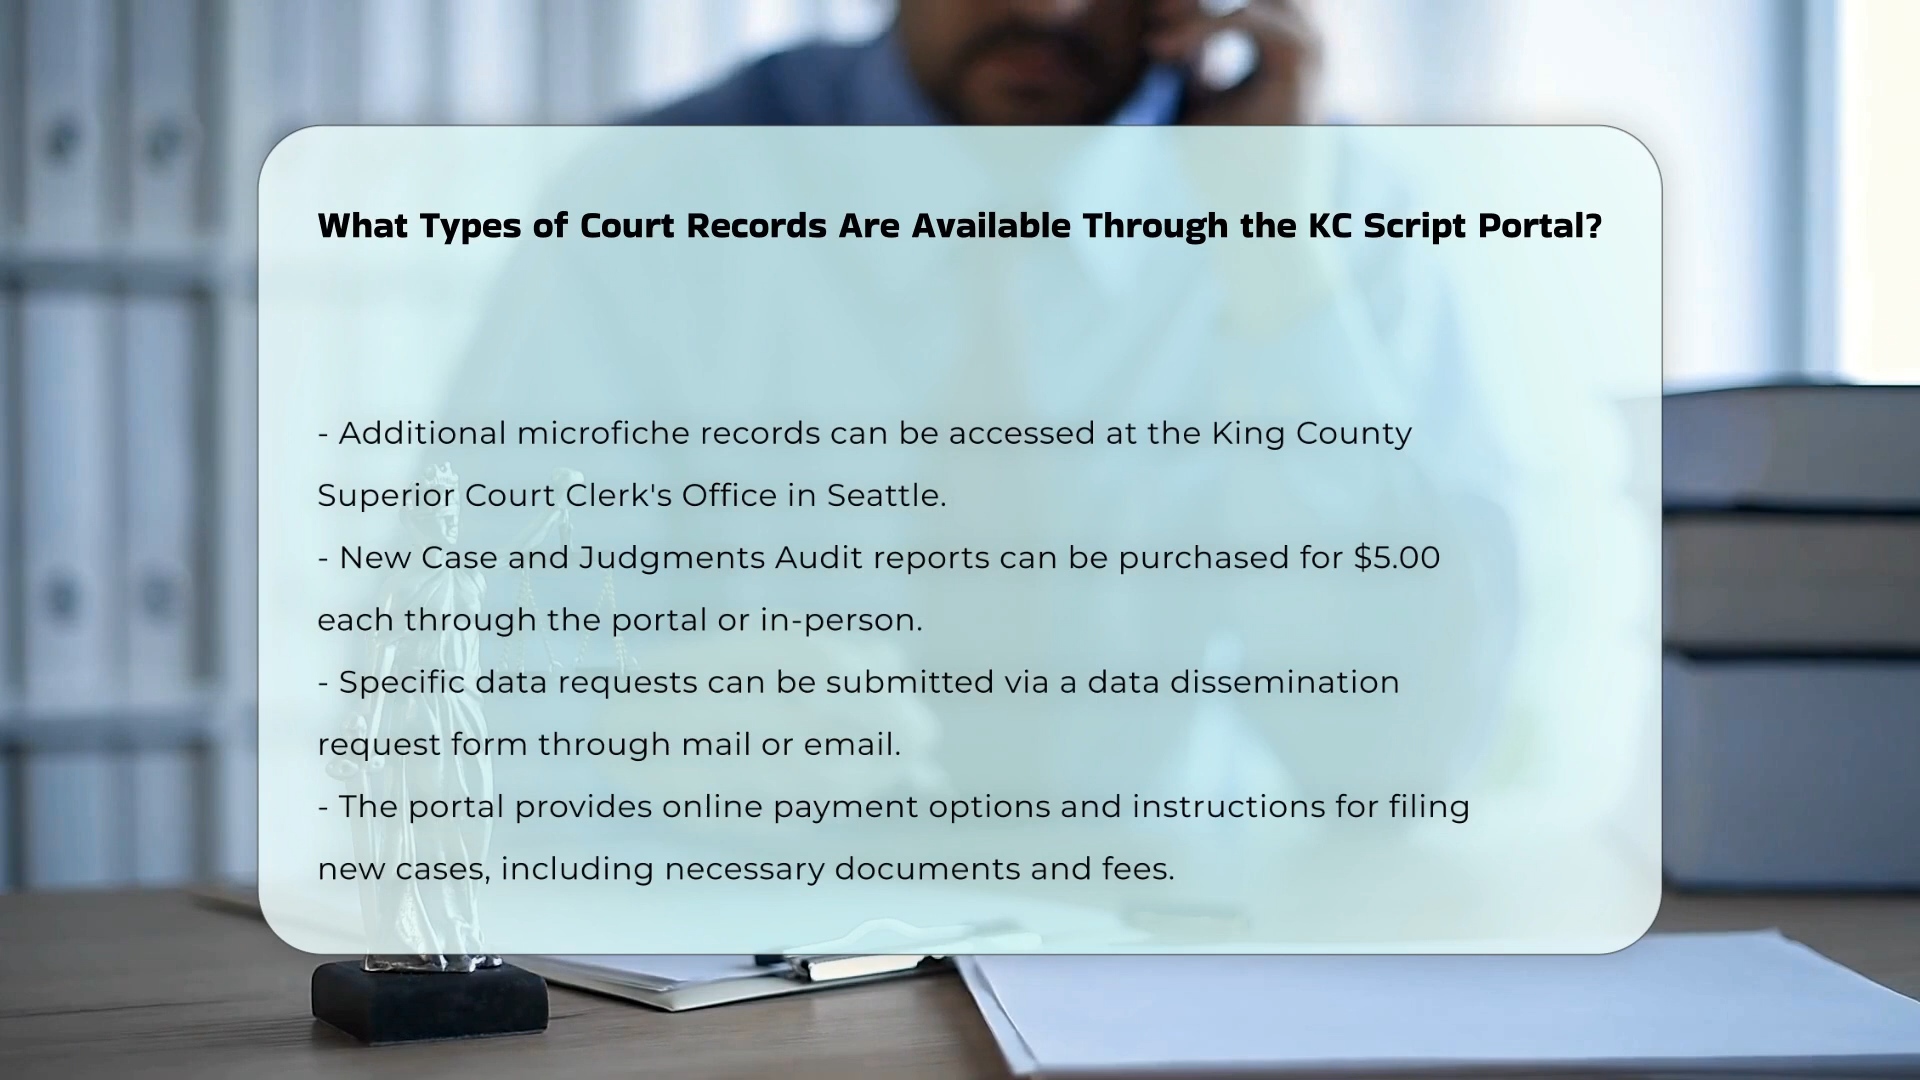 What Types of Court Records Are Available Through the KC Script Portal?
- Additional microfiche records can be accessed at the King County
Superior Court Clerk's Office in Seattle.
- New Case and Judgments Audit reports can be purchased for $5.00
each through the portal or in-person.
- Specific data requests can be submitted via a data dissemination
request form through mail or email.
- The portal provides online payment options and instructions for filing
new cases, including necessary documents and fees.